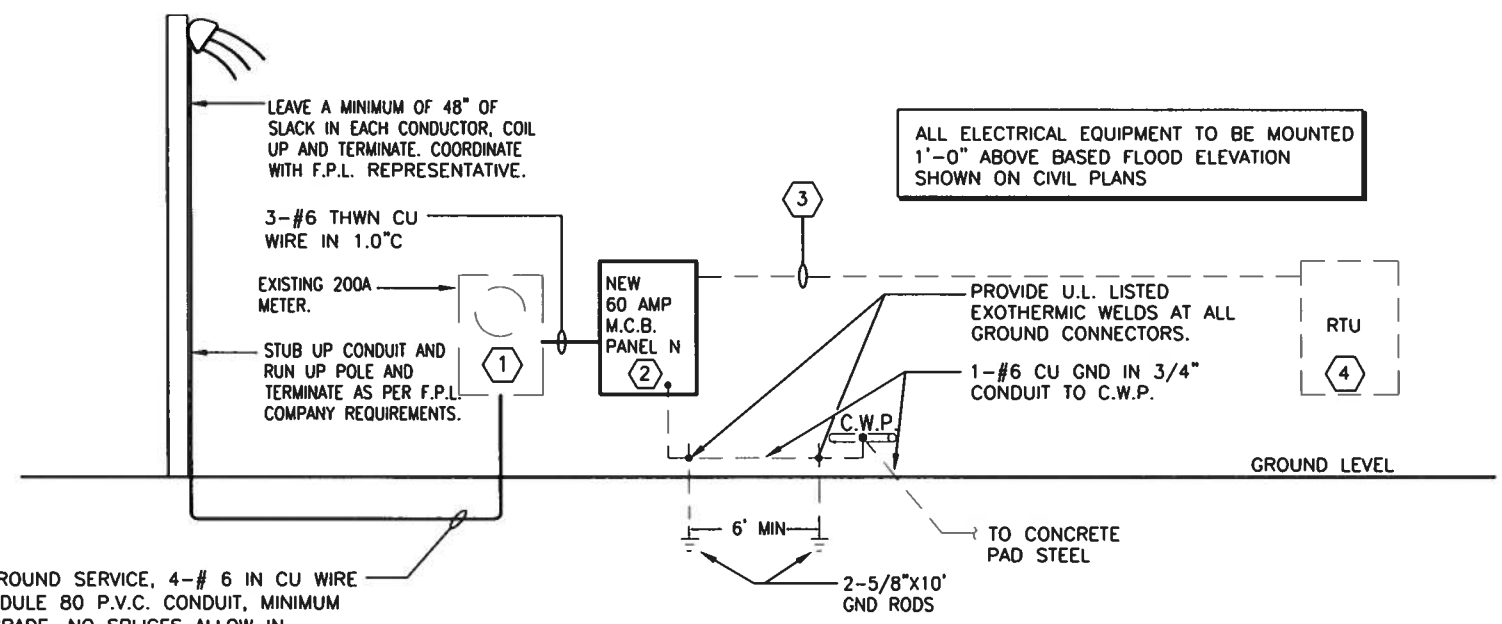 LEAVE A MINIMUM OF 48" OF
SLACK IN EACH CONDUCTOR, COIL
UP AND TERMINATE. COORDINATE
WITH F.P.L. REPRESENTATIVE.
ALL ELECTRICAL EQUIPMENT TO BE MOUNTED
1'-0" ABOVE BASED FLOOD ELEVATION
SHOWN ON CIVIL PLANS
3-#6 THWN CU
WIRE IN 1.0"C
3
EXISTING 200A
METER.
1
NEW
60 AMP
M.C.B.
PANEL N
2
PROVIDE U.L. LISTED
EXOTHERMIC WELDS AT ALL
GROUND CONNECTORS.
RTU
4
STUB UP CONDUIT AND
RUN UP POLE AND
TERMINATE AS PER F.P.L.
COMPANY REQUIREMENTS.
1-#6 CU GND IN 3/4"
CONDUIT TO C.W.P.
C.W.P.
GROUND LEVEL
6' MIN
TO CONCRETE
PAD STEEL
2-5/8"X10'
GND RODS
ROUND SERVICE, 4-# 6 IN CU WIRE
DULE 80 P.V.C. CONDUIT, MINIMUM
NO SPLICES ALLOW IN